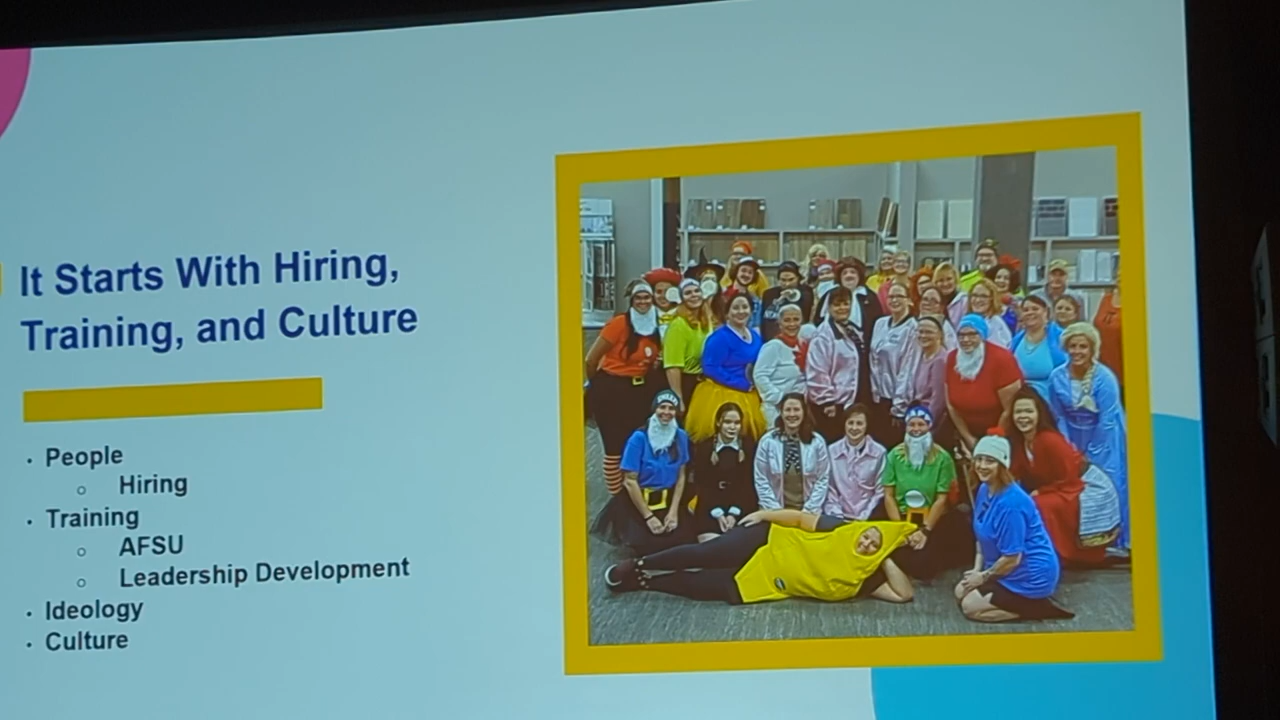 It Starts With Hiring,
Training, and Culture
· People
○ Hiring
· Training
○ AFSU
○ Leadership Development
· Ideology
· Culture